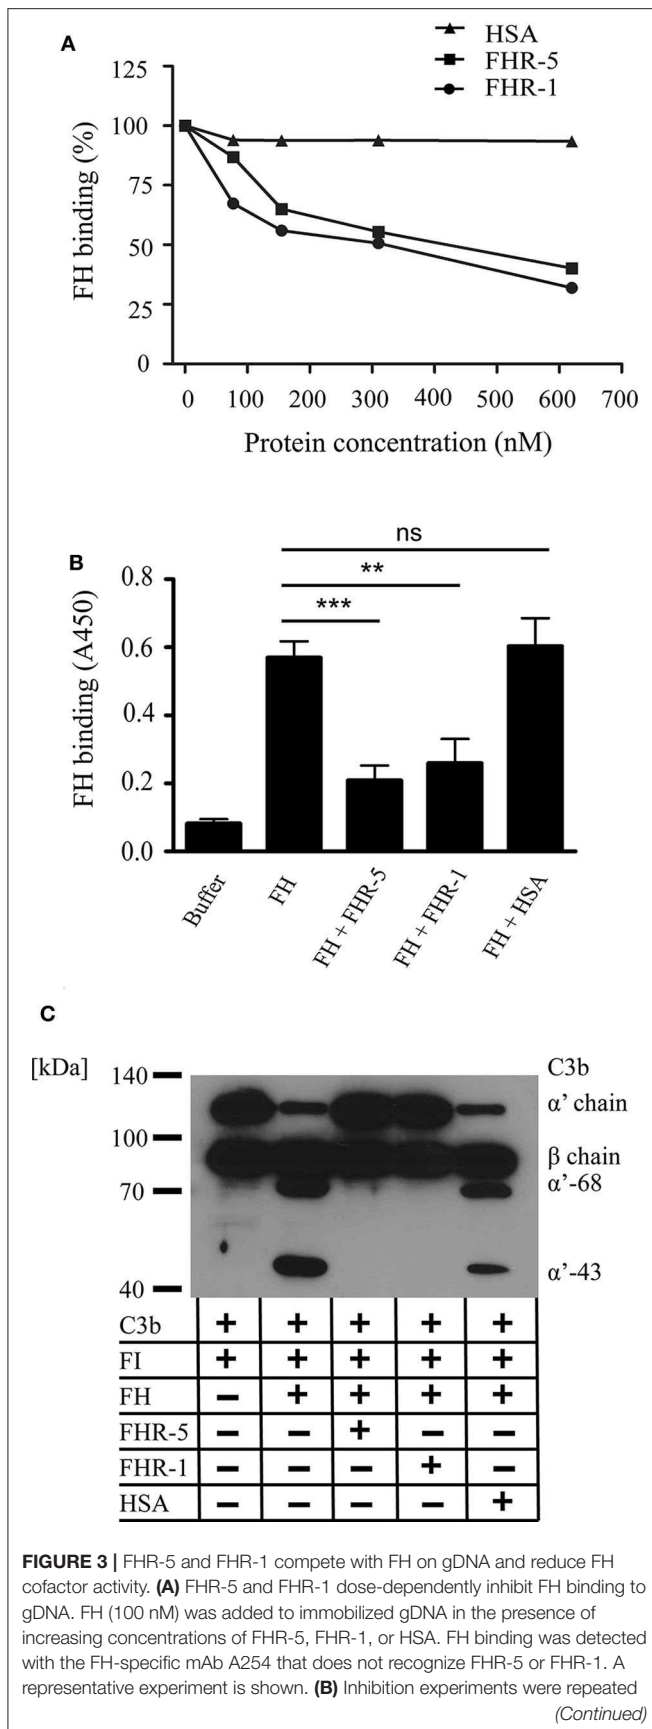 A
HSA
FHR-5
FHR-1
125
100
75
50
25
0
FH binding (%)
0 100 200 300 400 500 600 700
Protein concentration (nM)
B
ns
**
***
0.8
0.6
0.4
0.2
0.0
FH binding (A450)
Buffer
FH
FH + FHR-5
FH + FHR-1
FH + HSA
C
[kDa] 140 C3b
α' chain
100
β chain
70 α'-68
40 α'-43
C3b + + + + +
FI + + + + +
FH – + + + +
FHR-5 – – + – –
FHR-1 – – – + –
HSA – – – – +
FIGURE 3 | FHR-5 and FHR-1 compete with FH on gDNA and reduce FH
cofactor activity. (A) FHR-5 and FHR-1 dose-dependently inhibit FH binding to
gDNA. FH (100 nM) was added to immobilized gDNA in the presence of
increasing concentrations of FHR-5, FHR-1, or HSA. FH binding was detected
with the FH-specific mAb A254 that does not recognize FHR-5 or FHR-1. A
representative experiment is shown. (B) Inhibition experiments were repeated
(Continued)